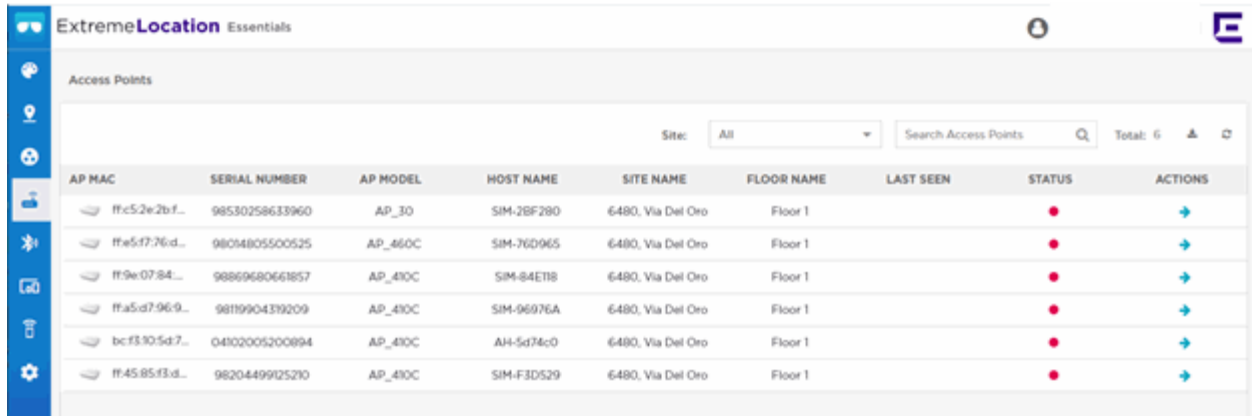 ExtremeLocation Essentials
Access Points
Site: All Search Access Points Total: 6
AP MAC SERIAL NUMBER AP MODEL HOST NAME SITE NAME FLOOR NAME LAST SEEN STATUS ACTIONS
ff:c5:2e:2b:f... 98530258633960 AP_30 SIM-2BF280 6480, Via Del Oro Floor 1
ff:e5:f7:76:d... 98014805500525 AP_460C SIM-76D965 6480, Via Del Oro Floor 1
ff:9e:07:84:... 98869680661857 AP_410C SIM-84E118 6480, Via Del Oro Floor 1
ff:a5:d7:96:9... 98119904319209 AP_410C SIM-96976A 6480, Via Del Oro Floor 1
bc:f3:10:5d:7... 04102005200894 AP_410C AH-5d74c0 6480, Via Del Oro Floor 1
ff:45:85:f3:d... 98204499125210 AP_410C SIM-F3D529 6480, Via Del Oro Floor 1